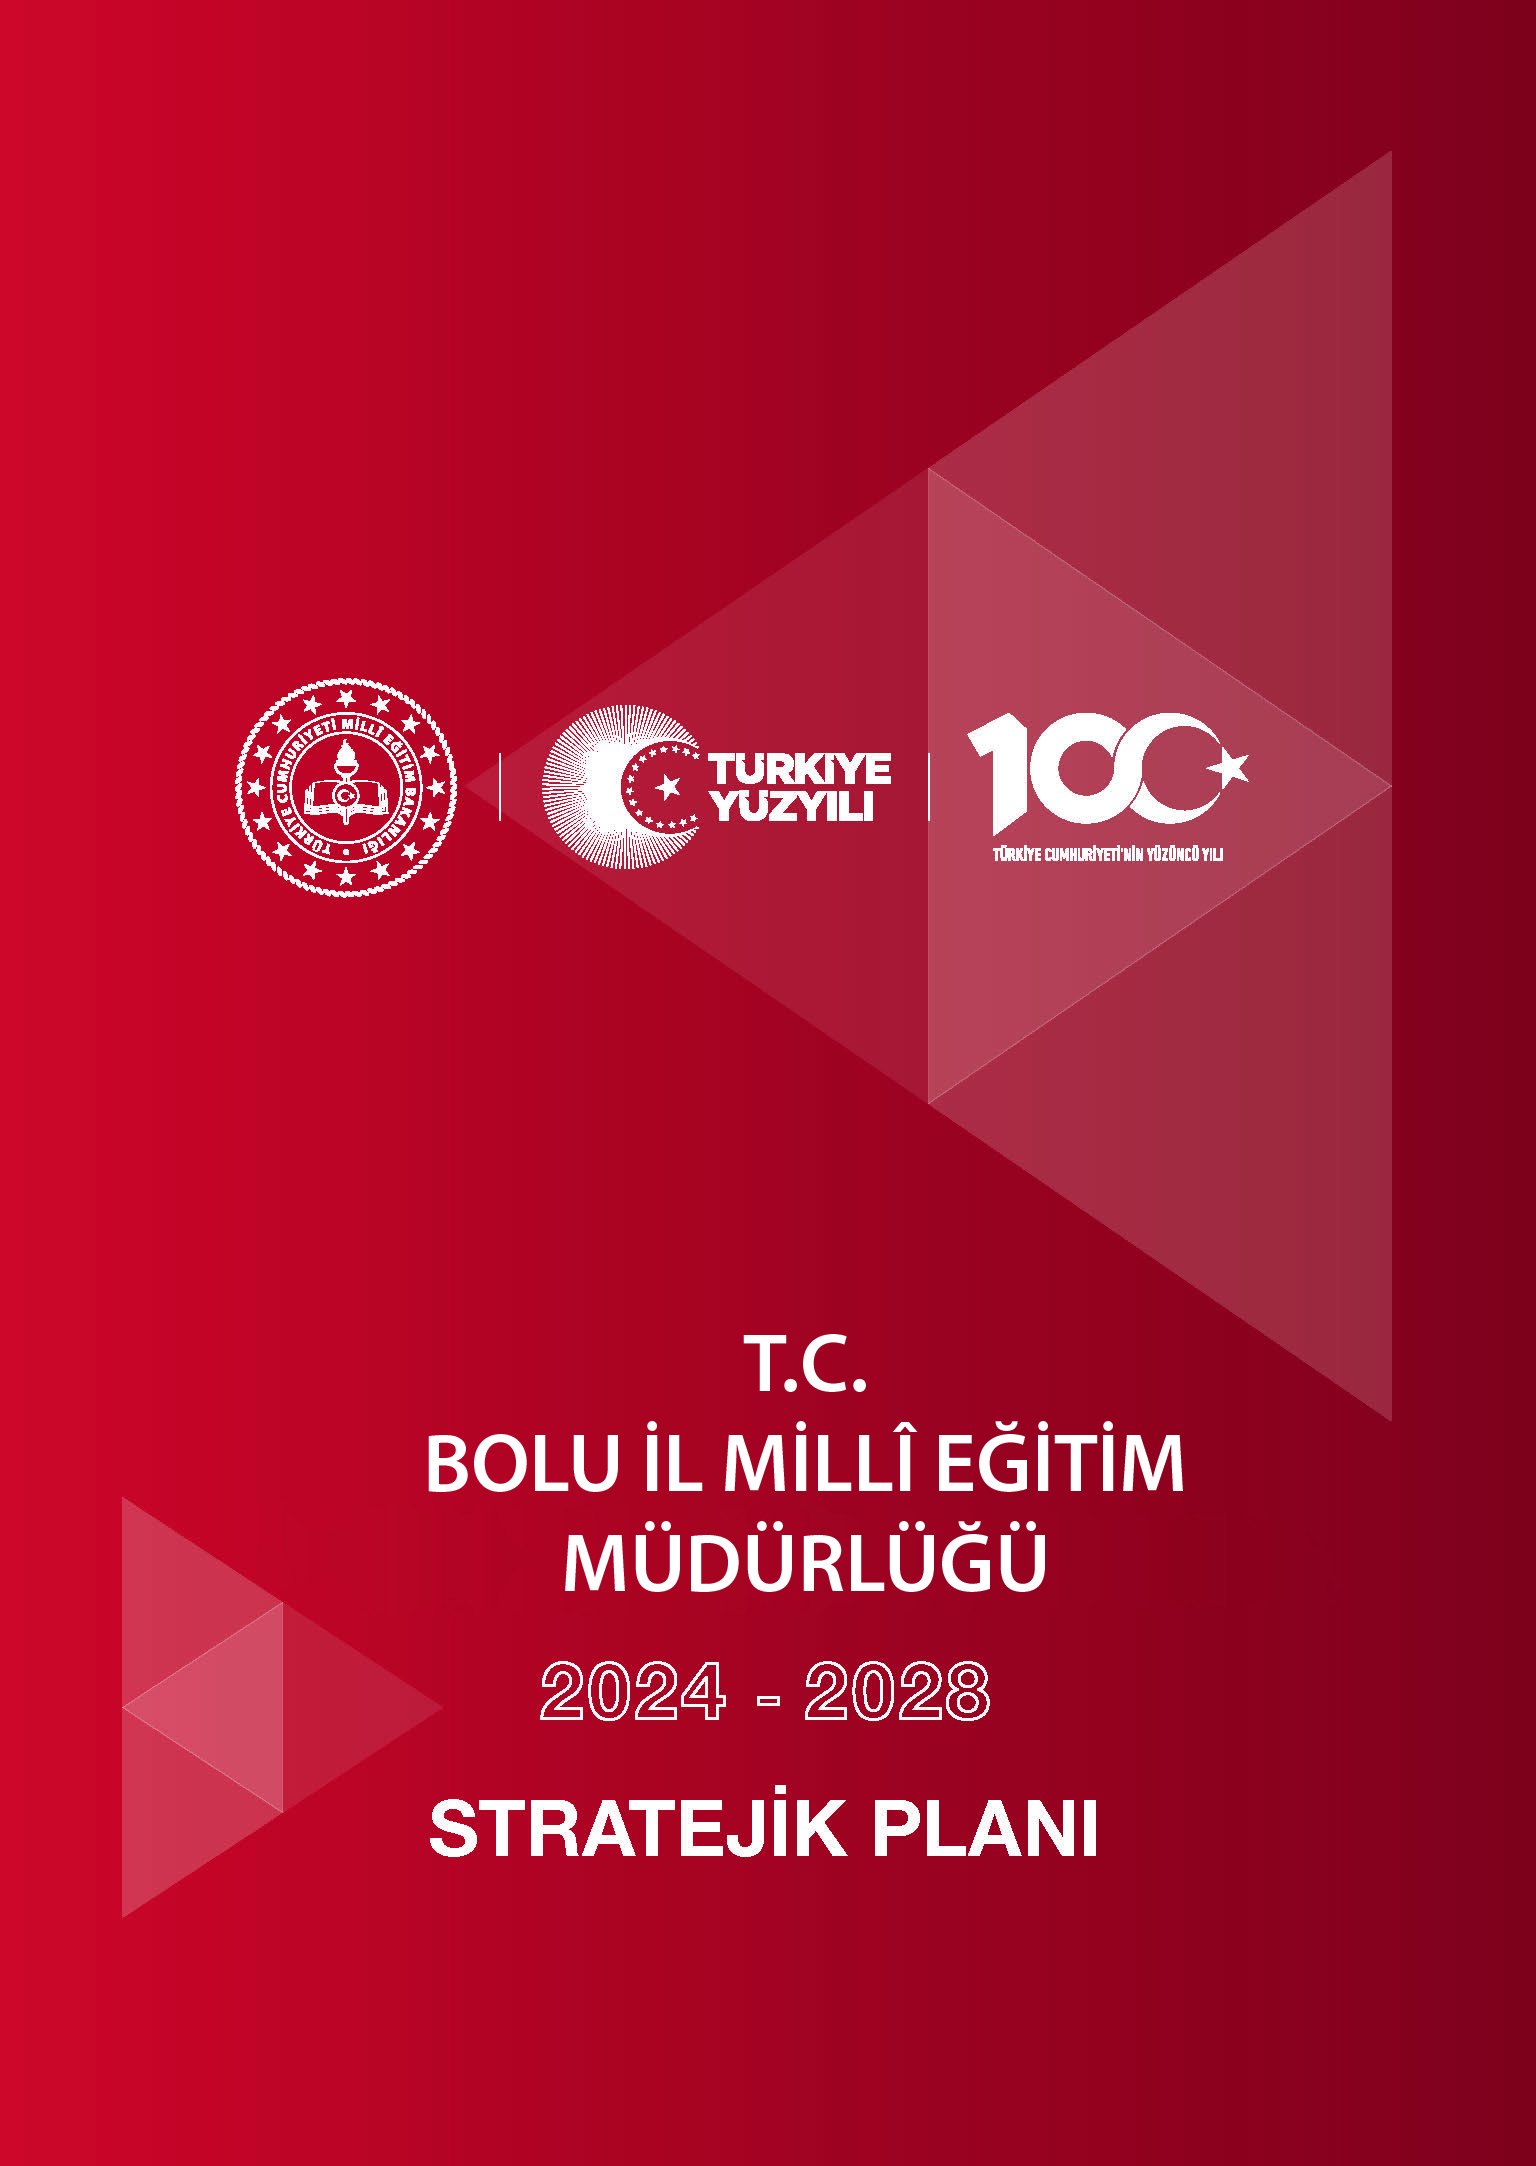 TÜRKİYE CUMHURİYETİ MİLLÎ EĞİTİM BAKANLIĞI
TÜRKİYE
YÜZYILI
100
TÜRKİYE CUMHURİYETİ'NİN YÜZÜNCÜ YILI
T.C.
BOLU İL MİLLÎ EĞİTİM
MÜDÜRLÜĞÜ
2024 - 2028
STRATEJİK PLANI